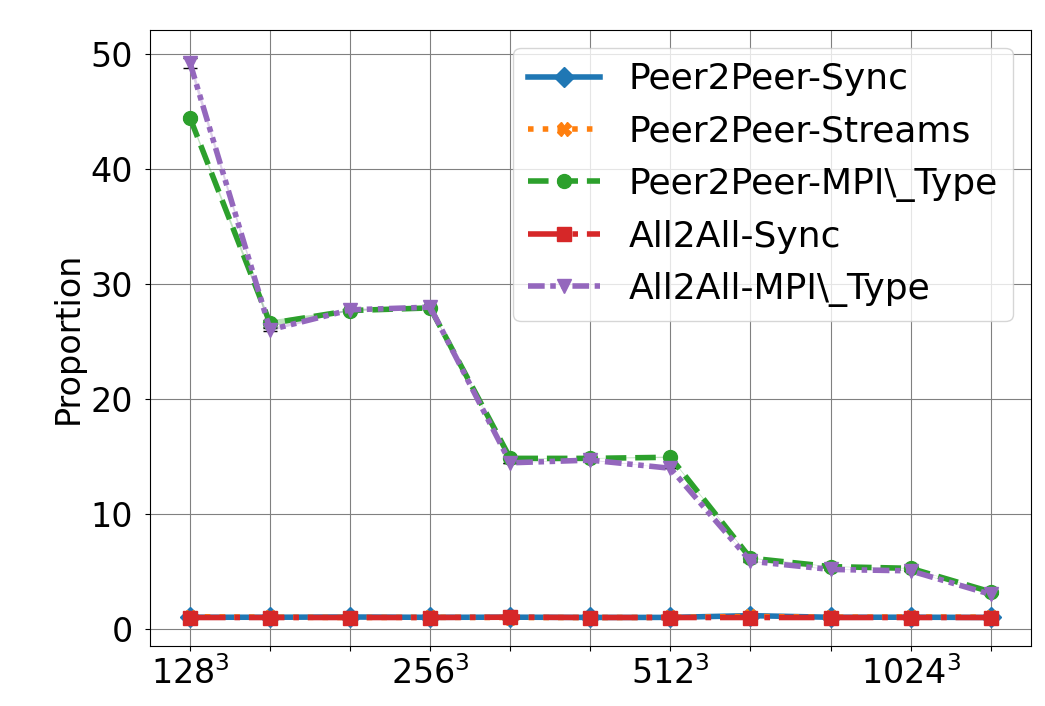 50
40
30
20
10
0
Proportion
Peer2Peer-Sync
Peer2Peer-Streams
Peer2Peer-MPI\_Type
All2All-Sync
All2All-MPI\_Type
128³ 256³ 512³ 1024³